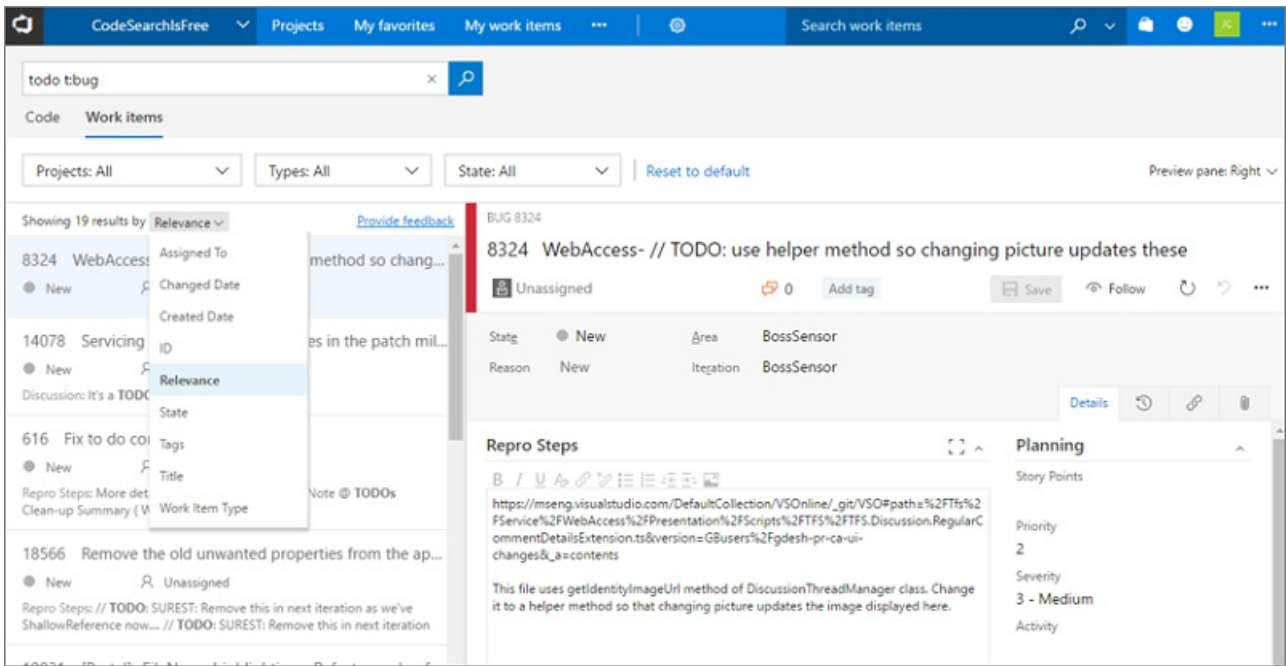 CodeSearchIsFree Projects My favorites My work items ... Search work items JC ...
todo t:bug ×
Code Work items
Projects: All Types: All State: All Reset to default Preview pane: Right
Showing 19 results by Relevance Provide feedback
Assigned To
Changed Date
Created Date
ID
Relevance
State
Tags
Title
Work Item Type
8324 WebAccess method so chang...
New
14078 Servicing es in the patch mil...
New
Discussion: It's a TODO
616 Fix to do co
New
Repro Steps: More det Note @ TODOs
Clean-up Summary ( W
18566 Remove the old unwanted properties from the ap...
New Unassigned
Repro Steps: // TODO: SUREST: Remove this in next iteration as we've
ShallowReference now.... // TODO: SUREST: Remove this in next iteration
BUG 8324
8324 WebAccess- // TODO: use helper method so changing picture updates these
Unassigned 0 Add tag Save Follow ...
State New Area BossSensor
Reason New Iteration BossSensor
Details
Repro Steps
B I U
https://mseng.visualstudio.com/DefaultCollection/VSOnline/_git/VSO#path=%2FTfs%2
FService%2FWebAccess%2FPresentation%2FScripts%2FTFS%2FTFS.Discussion.RegularC
ommentDetailsExtension.ts&version=GBusers%2Fgdesh-pr-ca-ui-
changes&_a=contents
This file uses getIdentityImageUrl method of DiscussionThreadManager class. Change
it to a helper method so that changing picture updates the image displayed here.
Planning
Story Points
Priority
2
Severity
3 - Medium
Activity